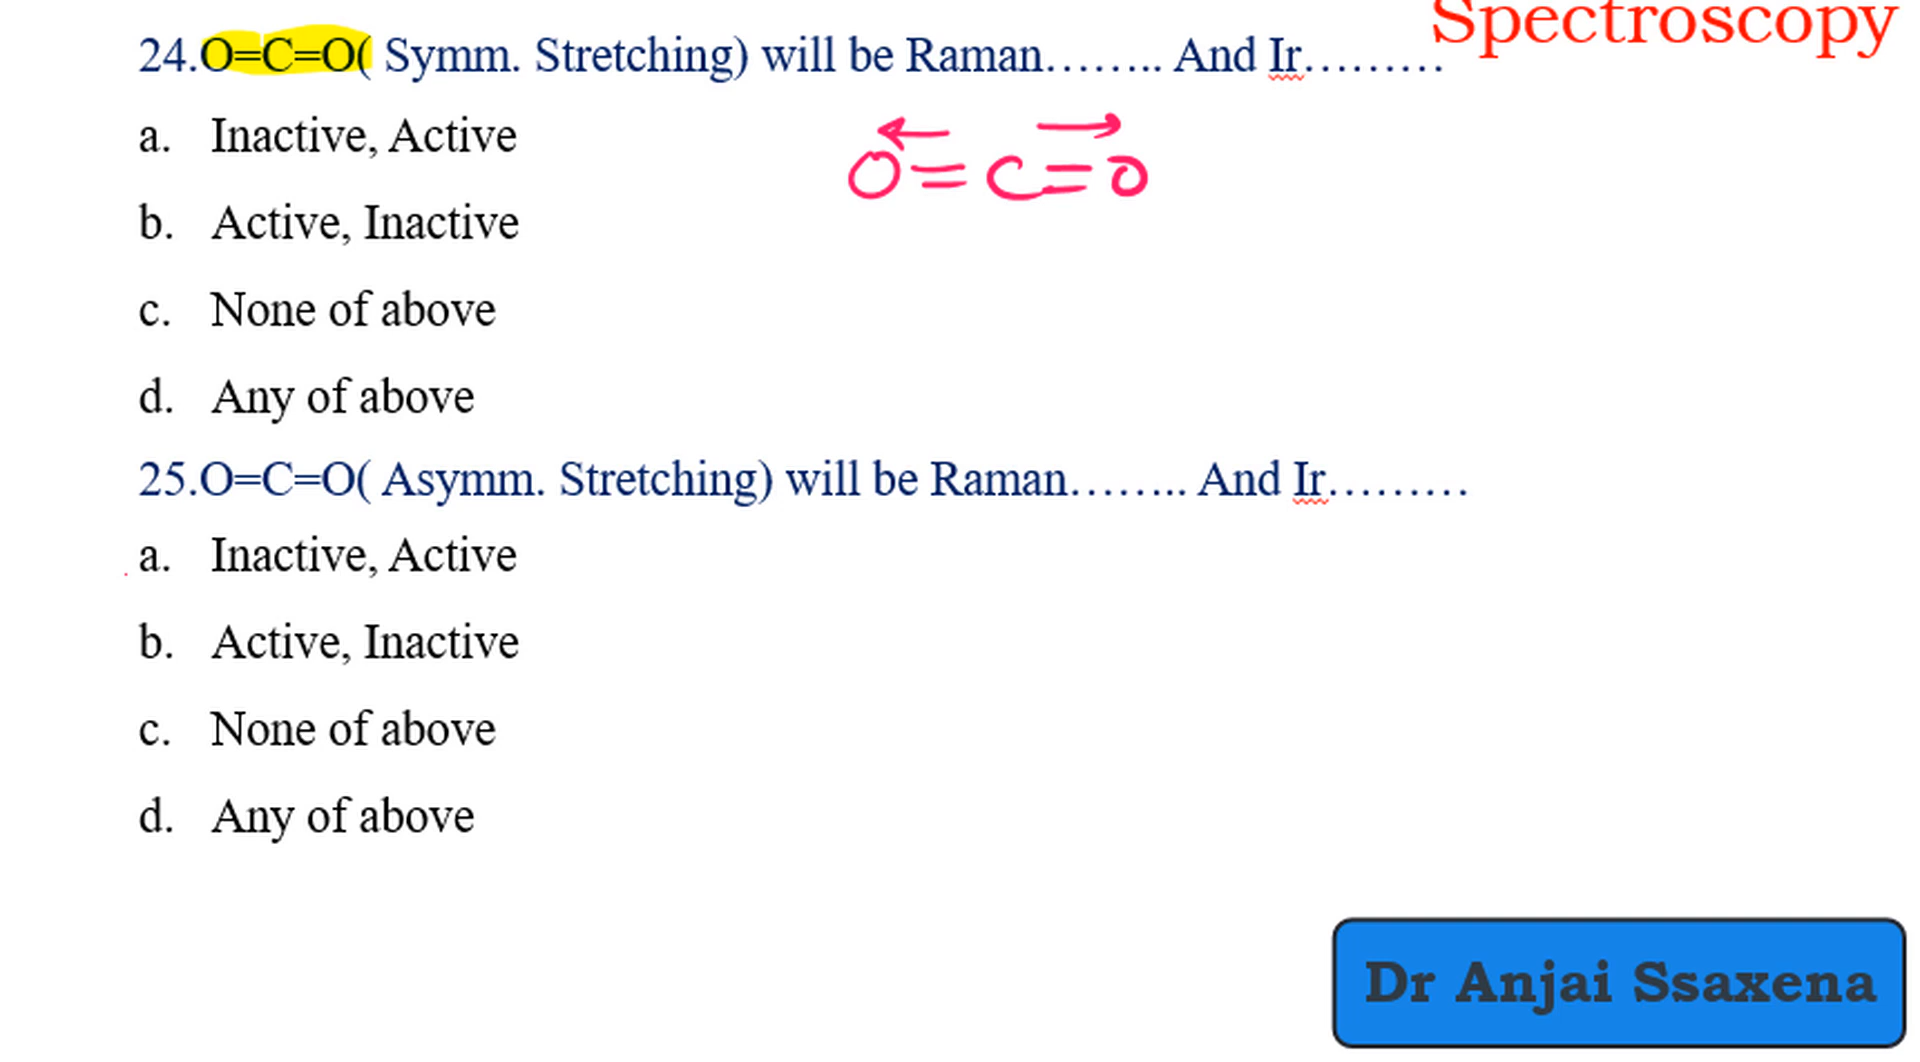 Spectroscopy
24.O=C=O( Symm. Stretching) will be Raman…….. And Ir………
a. Inactive, Active
O=C=O
b. Active, Inactive
c. None of above
d. Any of above
25.O=C=O( Asymm. Stretching) will be Raman…….. And Ir………
a. Inactive, Active
b. Active, Inactive
c. None of above
d. Any of above
Dr Anjai Ssaxena